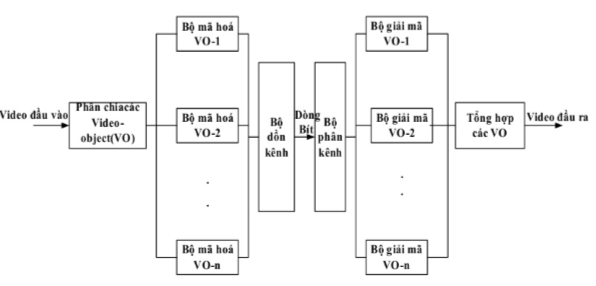 Video đầu vào
Phân chiacác
Video-
object(VO)
Bộ mã hoá
VO-1
Bộ mã hoá
VO-2
Bộ mã hoá
VO-n
Bộ
dồn
kênh
Dòng
Bít
Bộ
phân
kênh
Bộ giải mã
VO-1
Bộ giải mã
VO-2
Bộ giải mã
VO-n
Tổng hợp
các VO
Video đầu ra